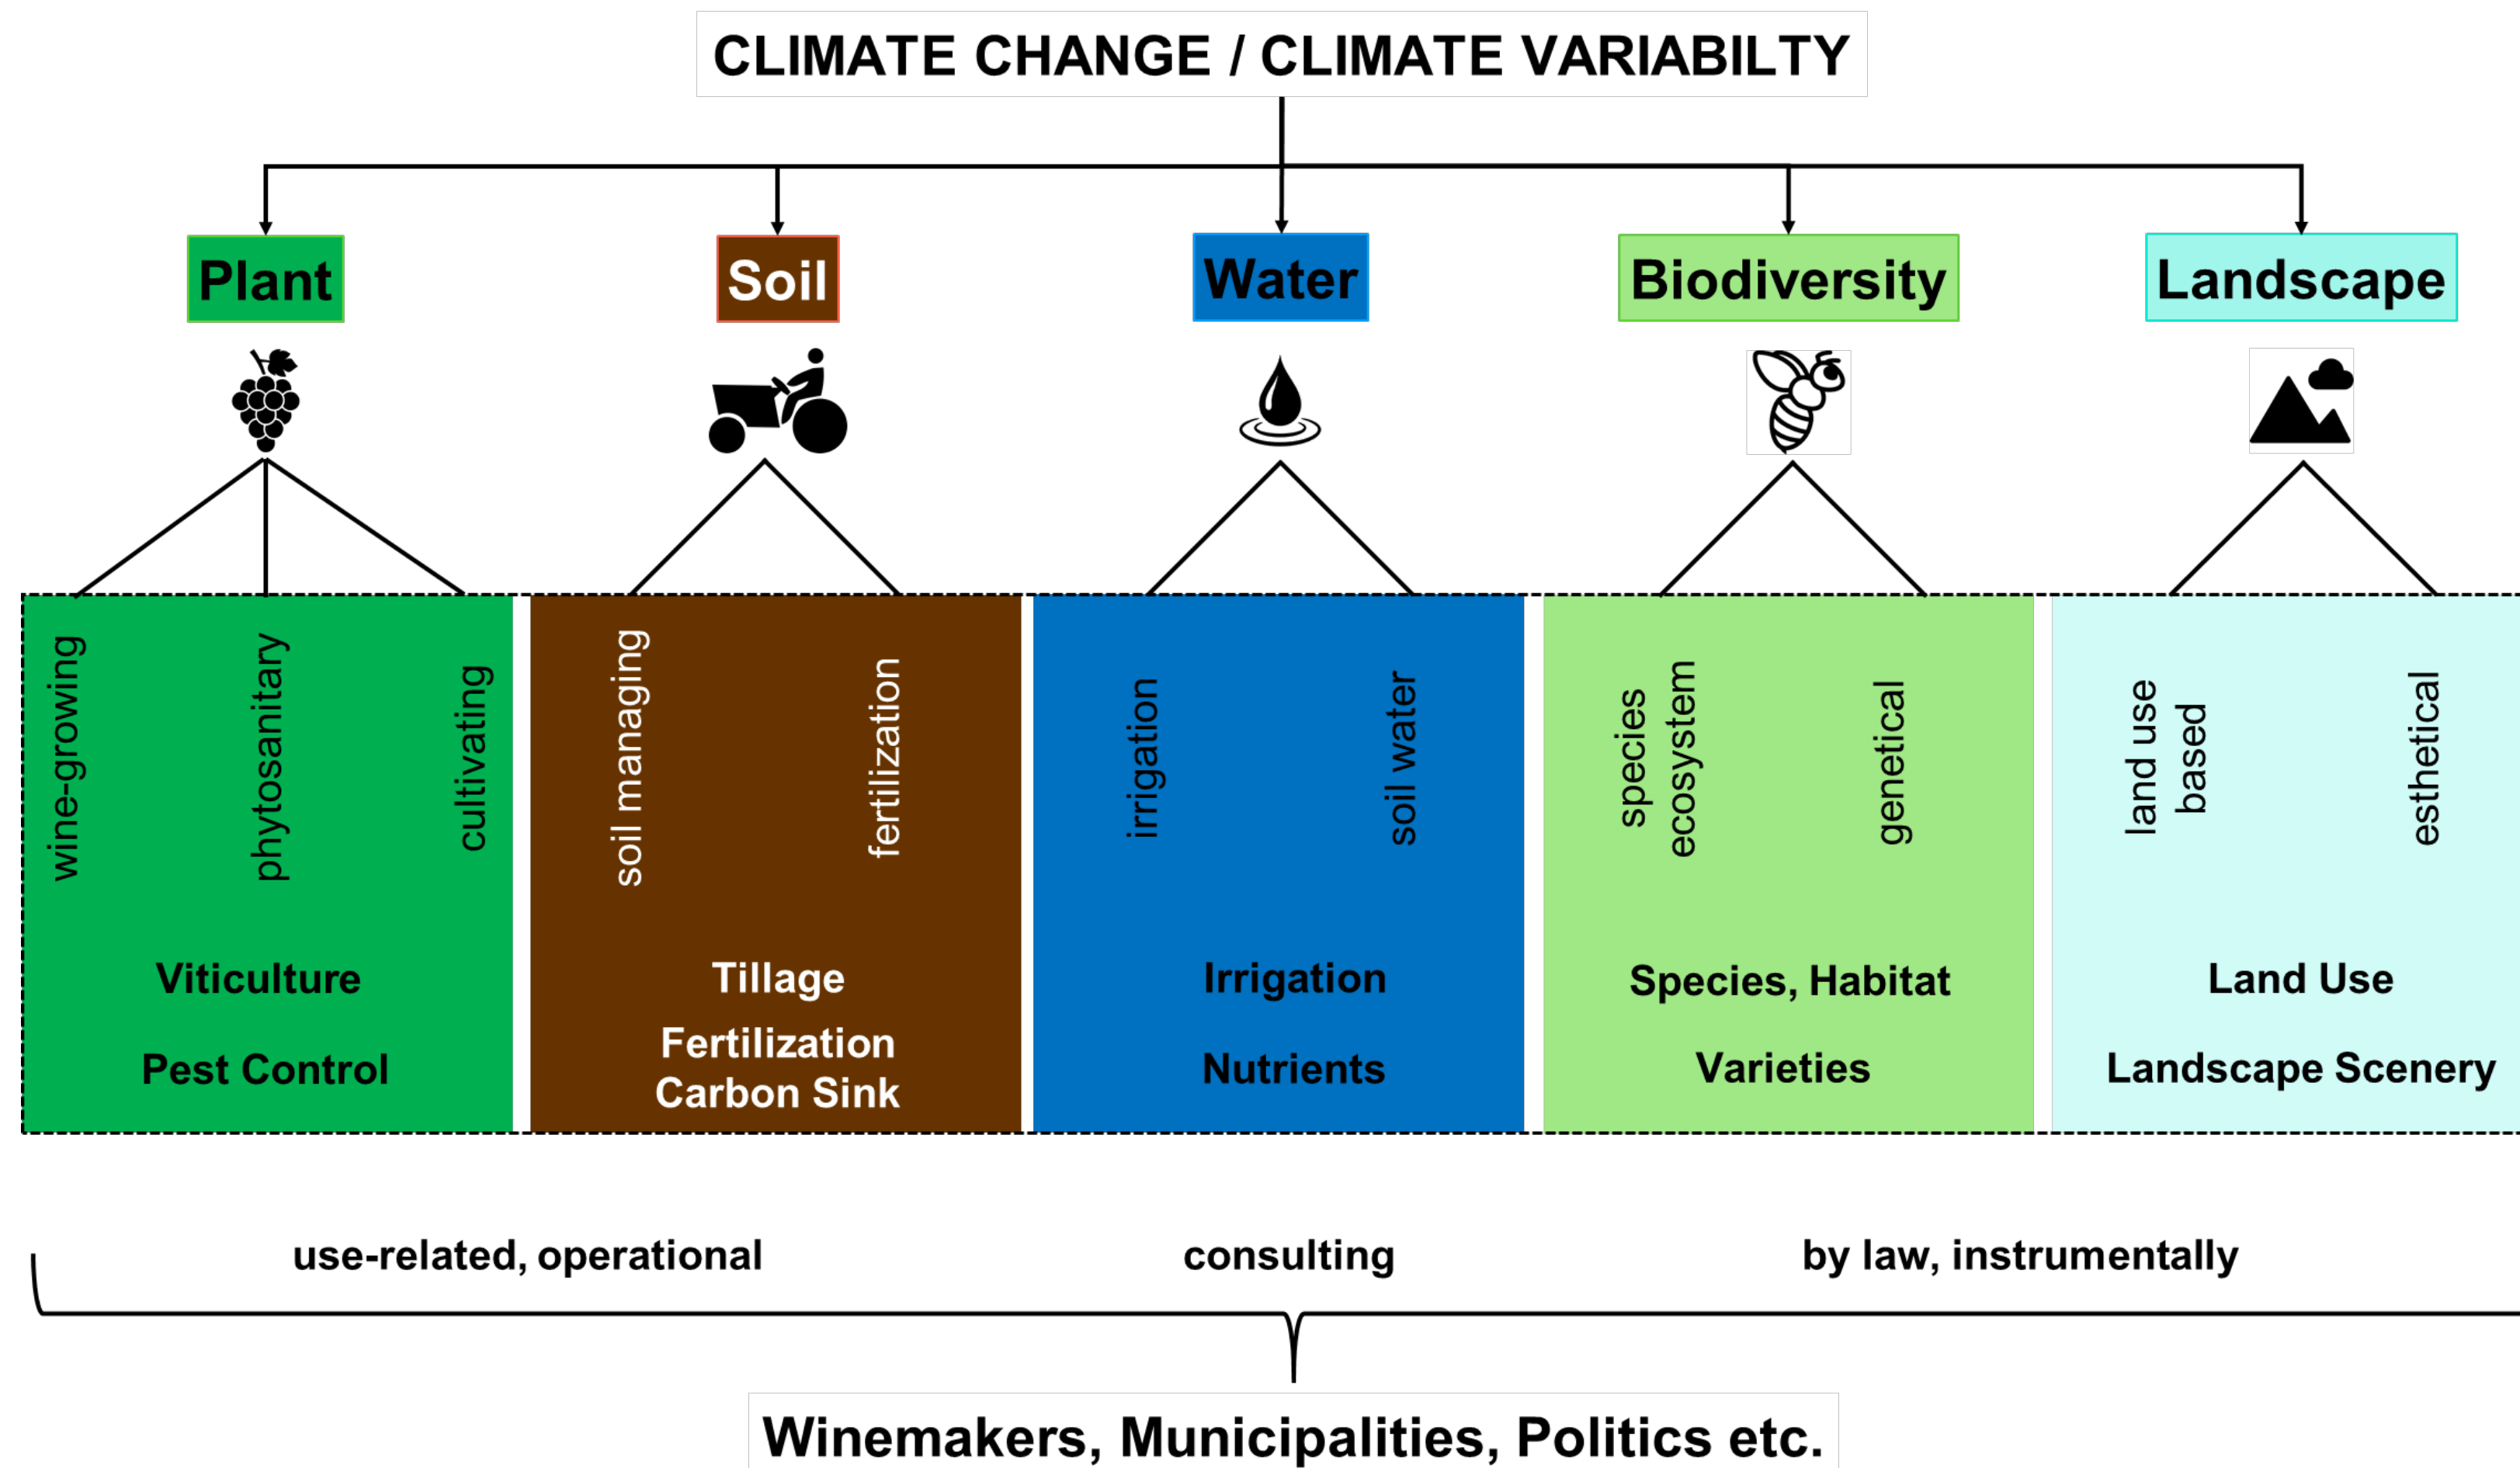 CLIMATE CHANGE / CLIMATE VARIABILTY
Plant
Soil
Water
Biodiversity
Landscape
wine-growing
phytosanitary
cultivating
soil managing
fertilization
irrigation
soil water
species
ecosystem
genetical
land use
based
esthetical
Viticulture
Pest Control
Tillage
Fertilization
Carbon Sink
Irrigation
Nutrients
Species, Habitat
Varieties
Land Use
Landscape Scenery
use-related, operational
consulting
by law, instrumentally
Winemakers, Municipalities, Politics etc.